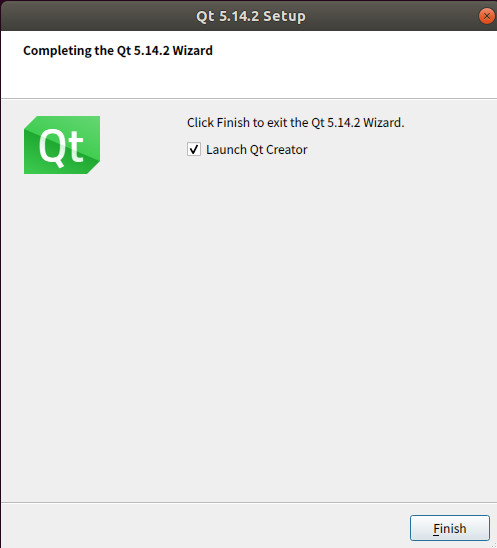 Qt 5.14.2 Setup
Completing the Qt 5.14.2 Wizard
Qt
Click Finish to exit the Qt 5.14.2 Wizard.
Launch Qt Creator
Finish